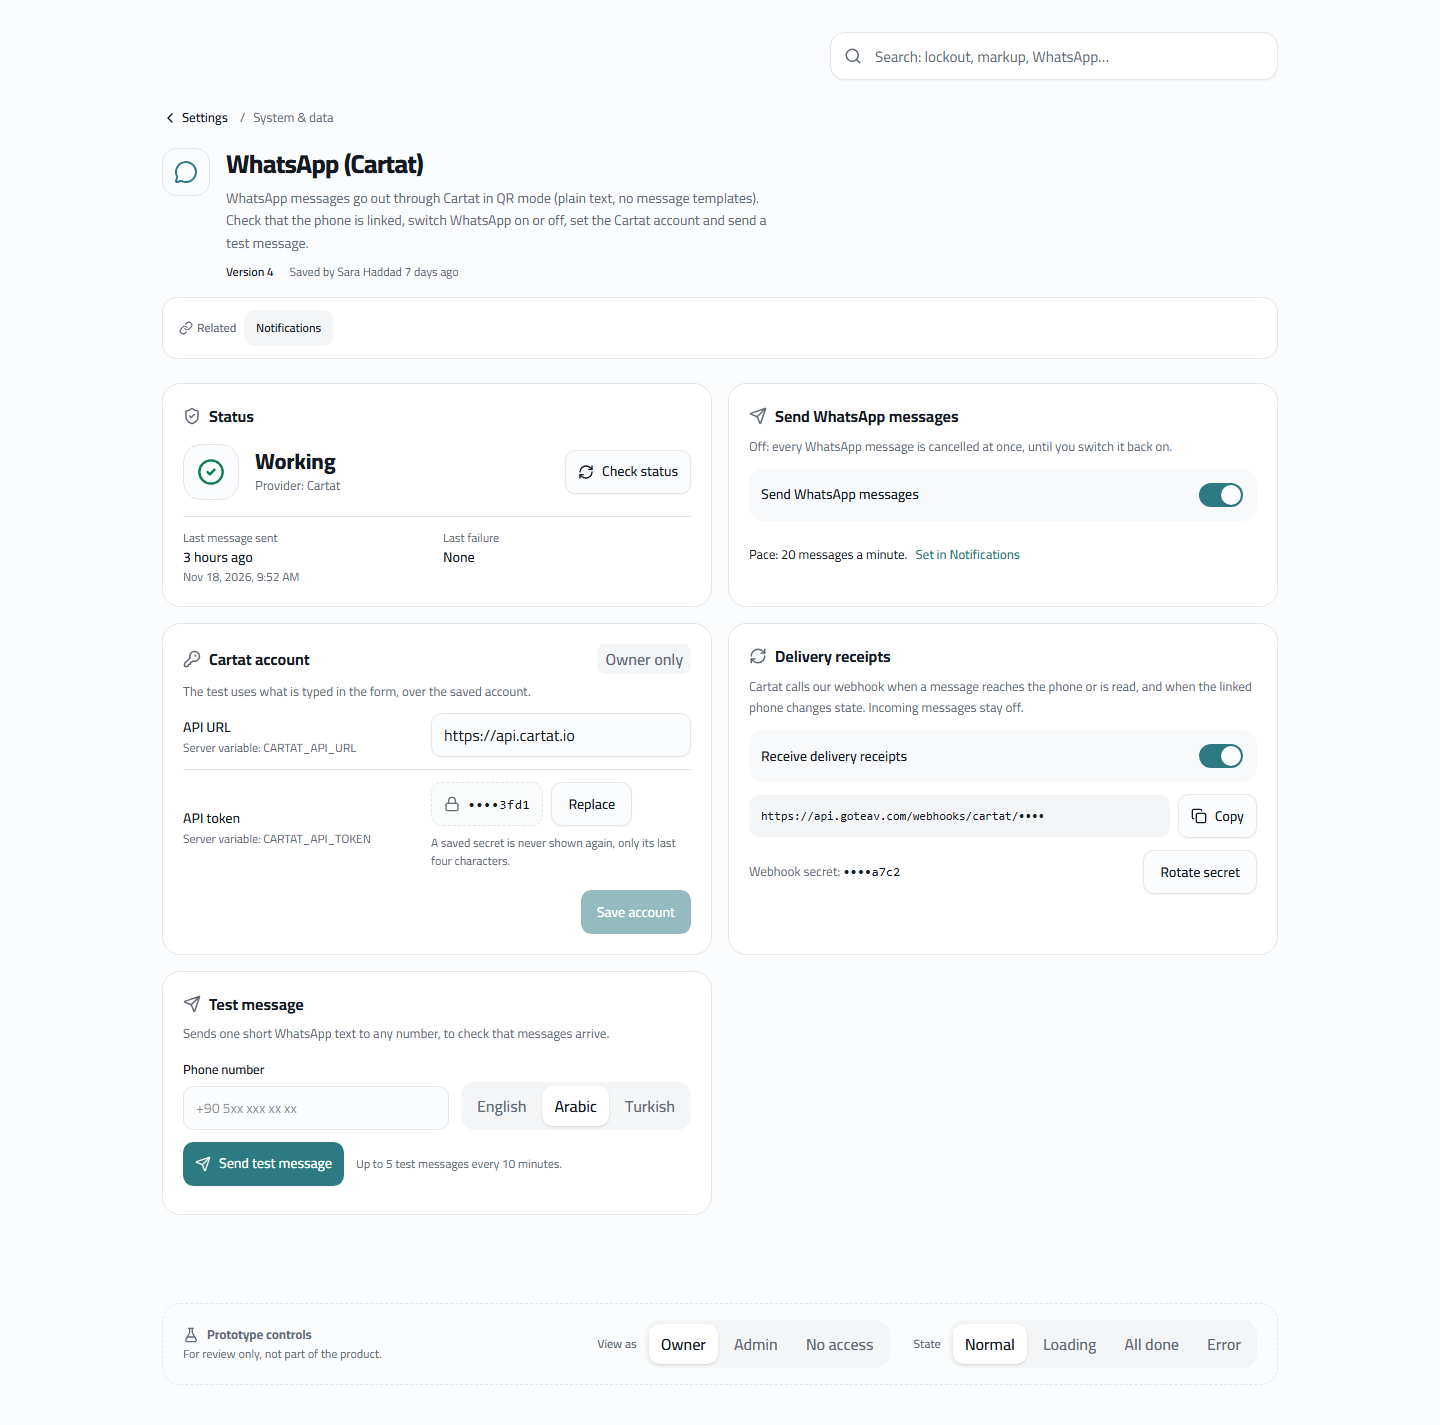 Search: lockout, markup, WhatsApp...
Settings / System & data
WhatsApp (Cartat)
WhatsApp messages go out through Cartat in QR mode (plain text, no message templates).
Check that the phone is linked, switch WhatsApp on or off, set the Cartat account and send a
test message.
Version 4 Saved by Sara Haddad 7 days ago
Related Notifications
Status
Working
Provider: Cartat
Check status
Last message sent
3 hours ago
Nov 18, 2026, 9:52 AM
Last failure
None
Send WhatsApp messages
Off: every WhatsApp message is cancelled at once, until you switch it back on.
Send WhatsApp messages
Pace: 20 messages a minute. Set in Notifications
Cartat account
Owner only
The test uses what is typed in the form, over the saved account.
API URL
Server variable: CARTAT_API_URL
https://api.cartat.io
API token
Server variable: CARTAT_API_TOKEN
••••3fd1
Replace
A saved secret is never shown again, only its last
four characters.
Save account
Delivery receipts
Cartat calls our webhook when a message reaches the phone or is read, and when the linked
phone changes state. Incoming messages stay off.
Receive delivery receipts
https://api.goteav.com/webhooks/cartat/••••
Copy
Webhook secret: ••••a7c2
Rotate secret
Test message
Sends one short WhatsApp text to any number, to check that messages arrive.
Phone number
+90 5xx xxx xx xx
English Arabic Turkish
Send test message
Up to 5 test messages every 10 minutes.
Prototype controls
For review only, not part of the product.
View as Owner Admin No access
State Normal Loading All done Error